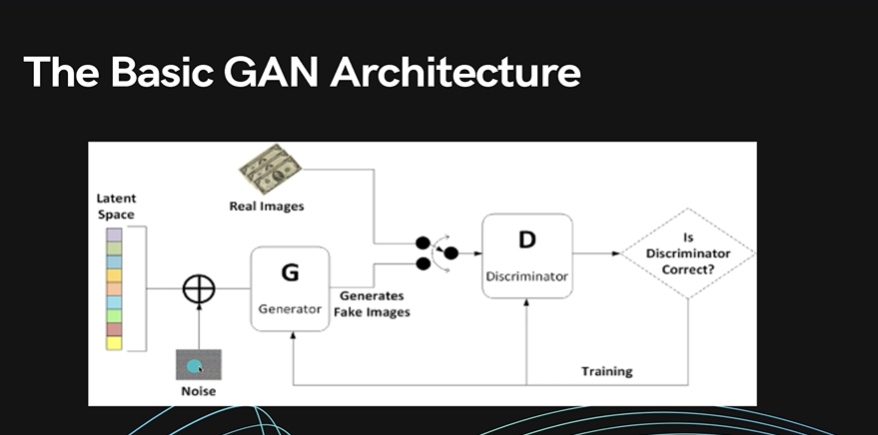 The Basic GAN Architecture
Latent
Space
Real Images
G
Generator
Generates
Fake Images
D
Discriminator
Is
Discriminator
Correct?
Noise
Training